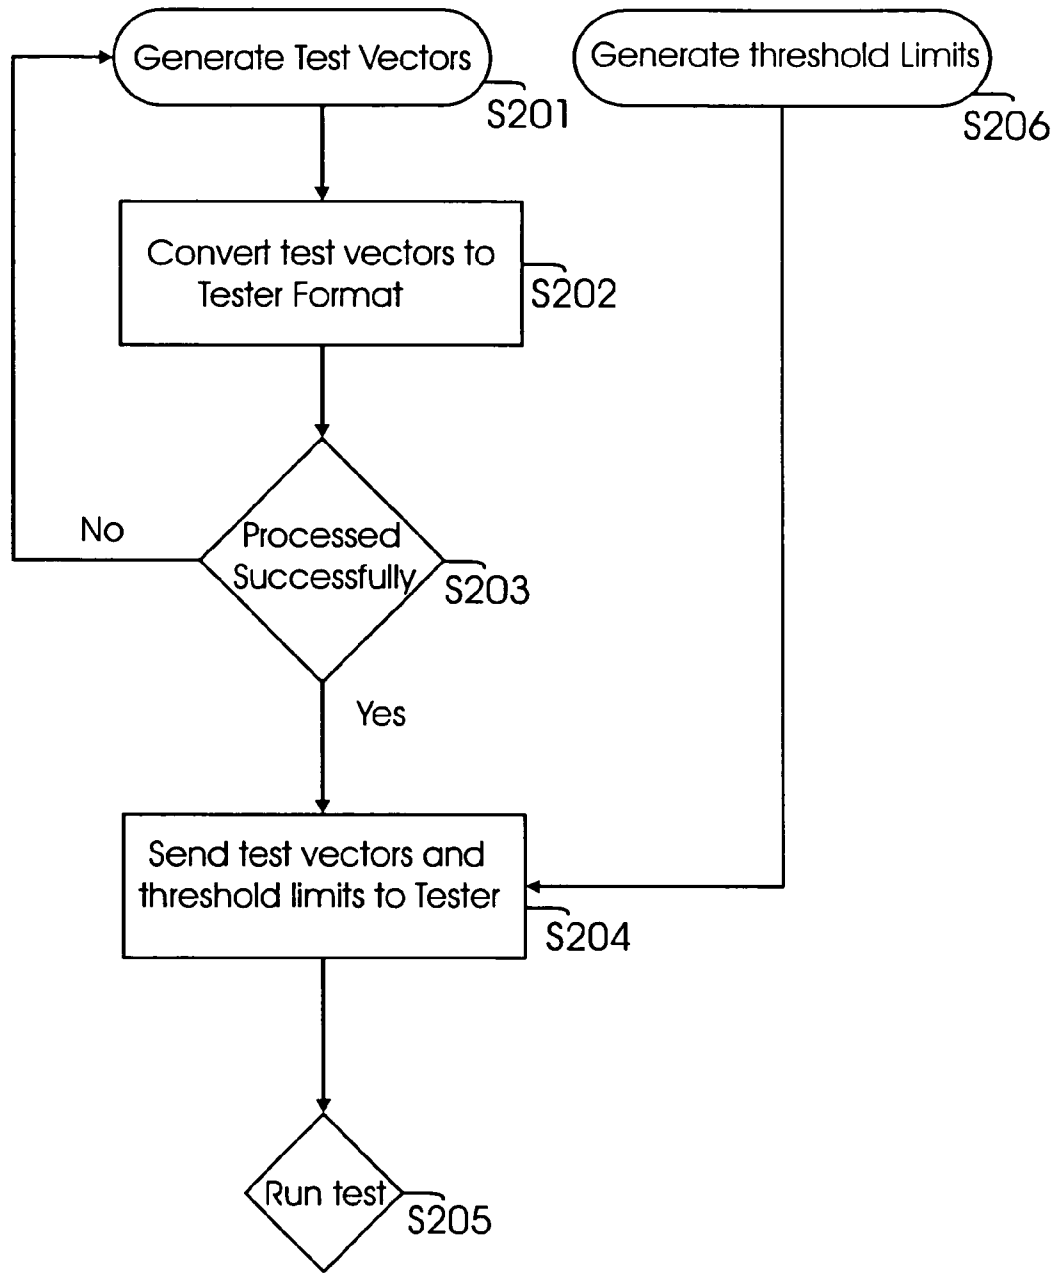 Generate Test Vectors
S201
Generate threshold Limits
S206
Convert test vectors to
Tester Format
S202
Processed
Successfully
S203
No
Yes
Send test vectors and
threshold limits to Tester
S204
Run test
S205